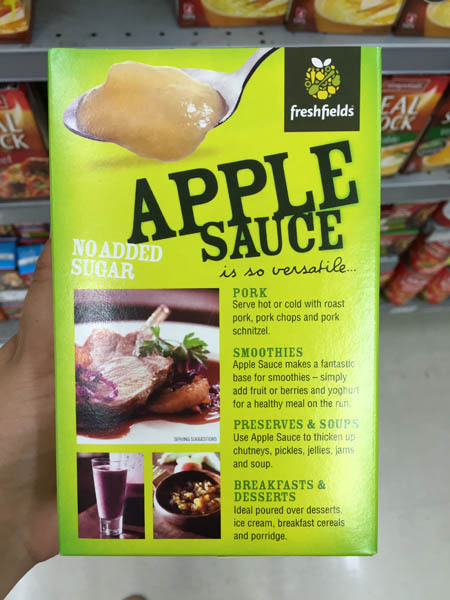 freshfields
APPLE
SAUCE
NO ADDED
SUGAR
is so versatile...
PORK
Serve hot or cold with roast
pork, pork chops and pork
schnitzel.
SMOOTHIES
Apple Sauce makes a fantastic
base for smoothies – simply
add fruit or berries and yoghurt
for a healthy meal on the run.
PRESERVES & SOUPS
Use Apple Sauce to thicken up
chutneys, pickles, jellies, jams
and soup.
BREAKFASTS &
DESSERTS
Ideal poured over desserts,
ice cream, breakfast cereals
and porridge.
SERVING SUGGESTIONS